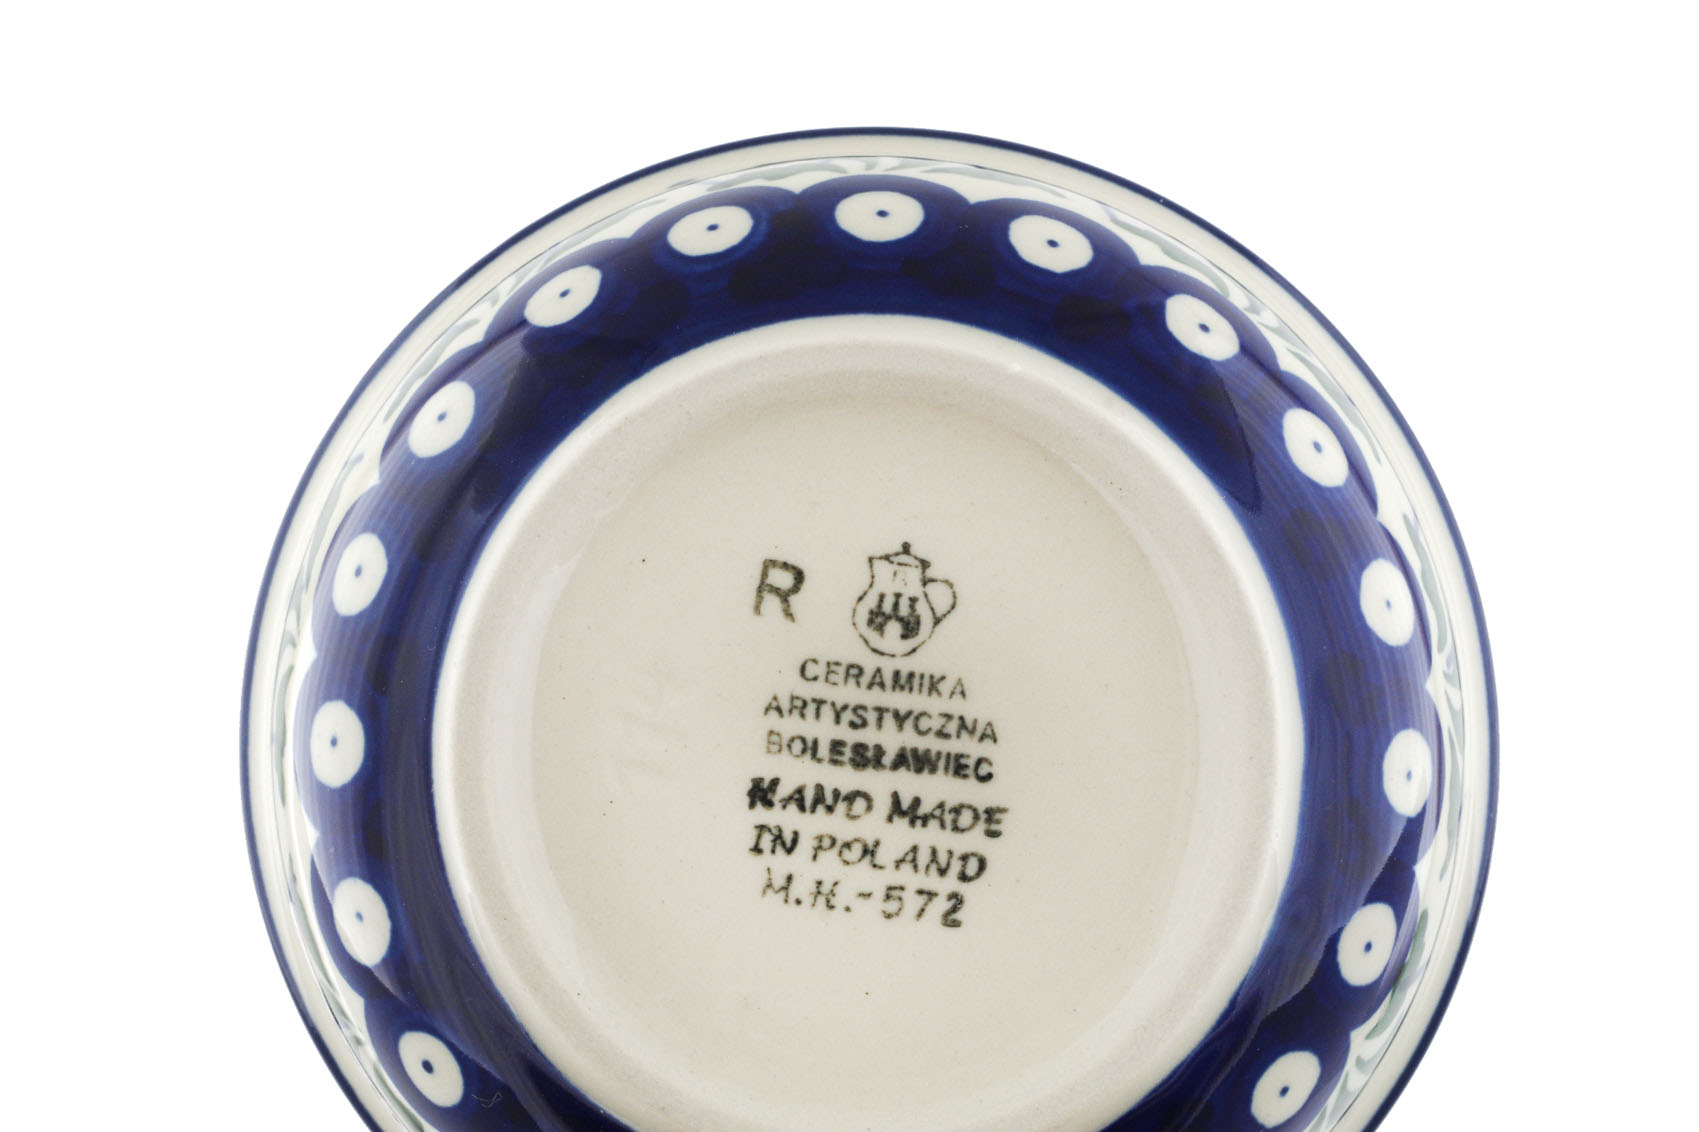 R
CERAMIKA
ARTYSTYCZNA
BOLESŁAWIEC
HAND MADE
IN POLAND
M.K.-572